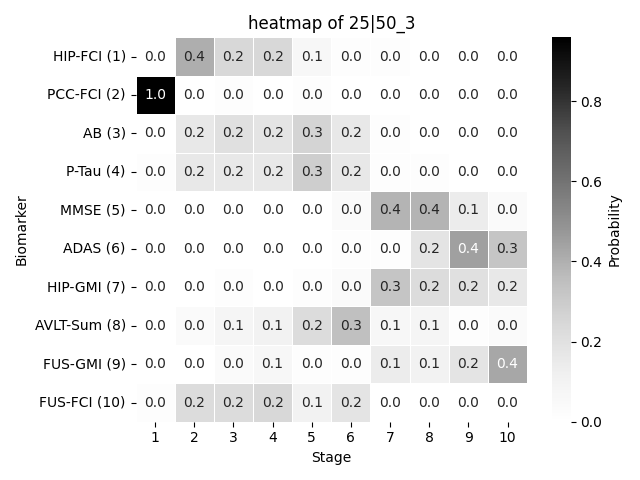 heatmap of 25|50_3
HIP-FCI (1) 0.0 0.4 0.2 0.2 0.1 0.0 0.0 0.0 0.0 0.0
PCC-FCI (2) 1.0 0.0 0.0 0.0 0.0 0.0 0.0 0.0 0.0 0.0
AB (3) 0.0 0.2 0.2 0.2 0.3 0.2 0.0 0.0 0.0 0.0
P-Tau (4) 0.0 0.2 0.2 0.2 0.3 0.2 0.0 0.0 0.0 0.0
MMSE (5) 0.0 0.0 0.0 0.0 0.0 0.0 0.4 0.4 0.1 0.0
ADAS (6) 0.0 0.0 0.0 0.0 0.0 0.0 0.0 0.2 0.4 0.3
HIP-GMI (7) 0.0 0.0 0.0 0.0 0.0 0.0 0.3 0.2 0.2 0.2
AVLT-Sum (8) 0.0 0.0 0.1 0.1 0.2 0.3 0.1 0.1 0.0 0.0
FUS-GMI (9) 0.0 0.0 0.0 0.1 0.0 0.0 0.1 0.1 0.2 0.4
FUS-FCI (10) 0.0 0.2 0.2 0.2 0.1 0.2 0.0 0.0 0.0 0.0
1 2 3 4 5 6 7 8 9 10
Stage
Biomarker
0.8
0.6
0.4
0.2
0.0
Probability